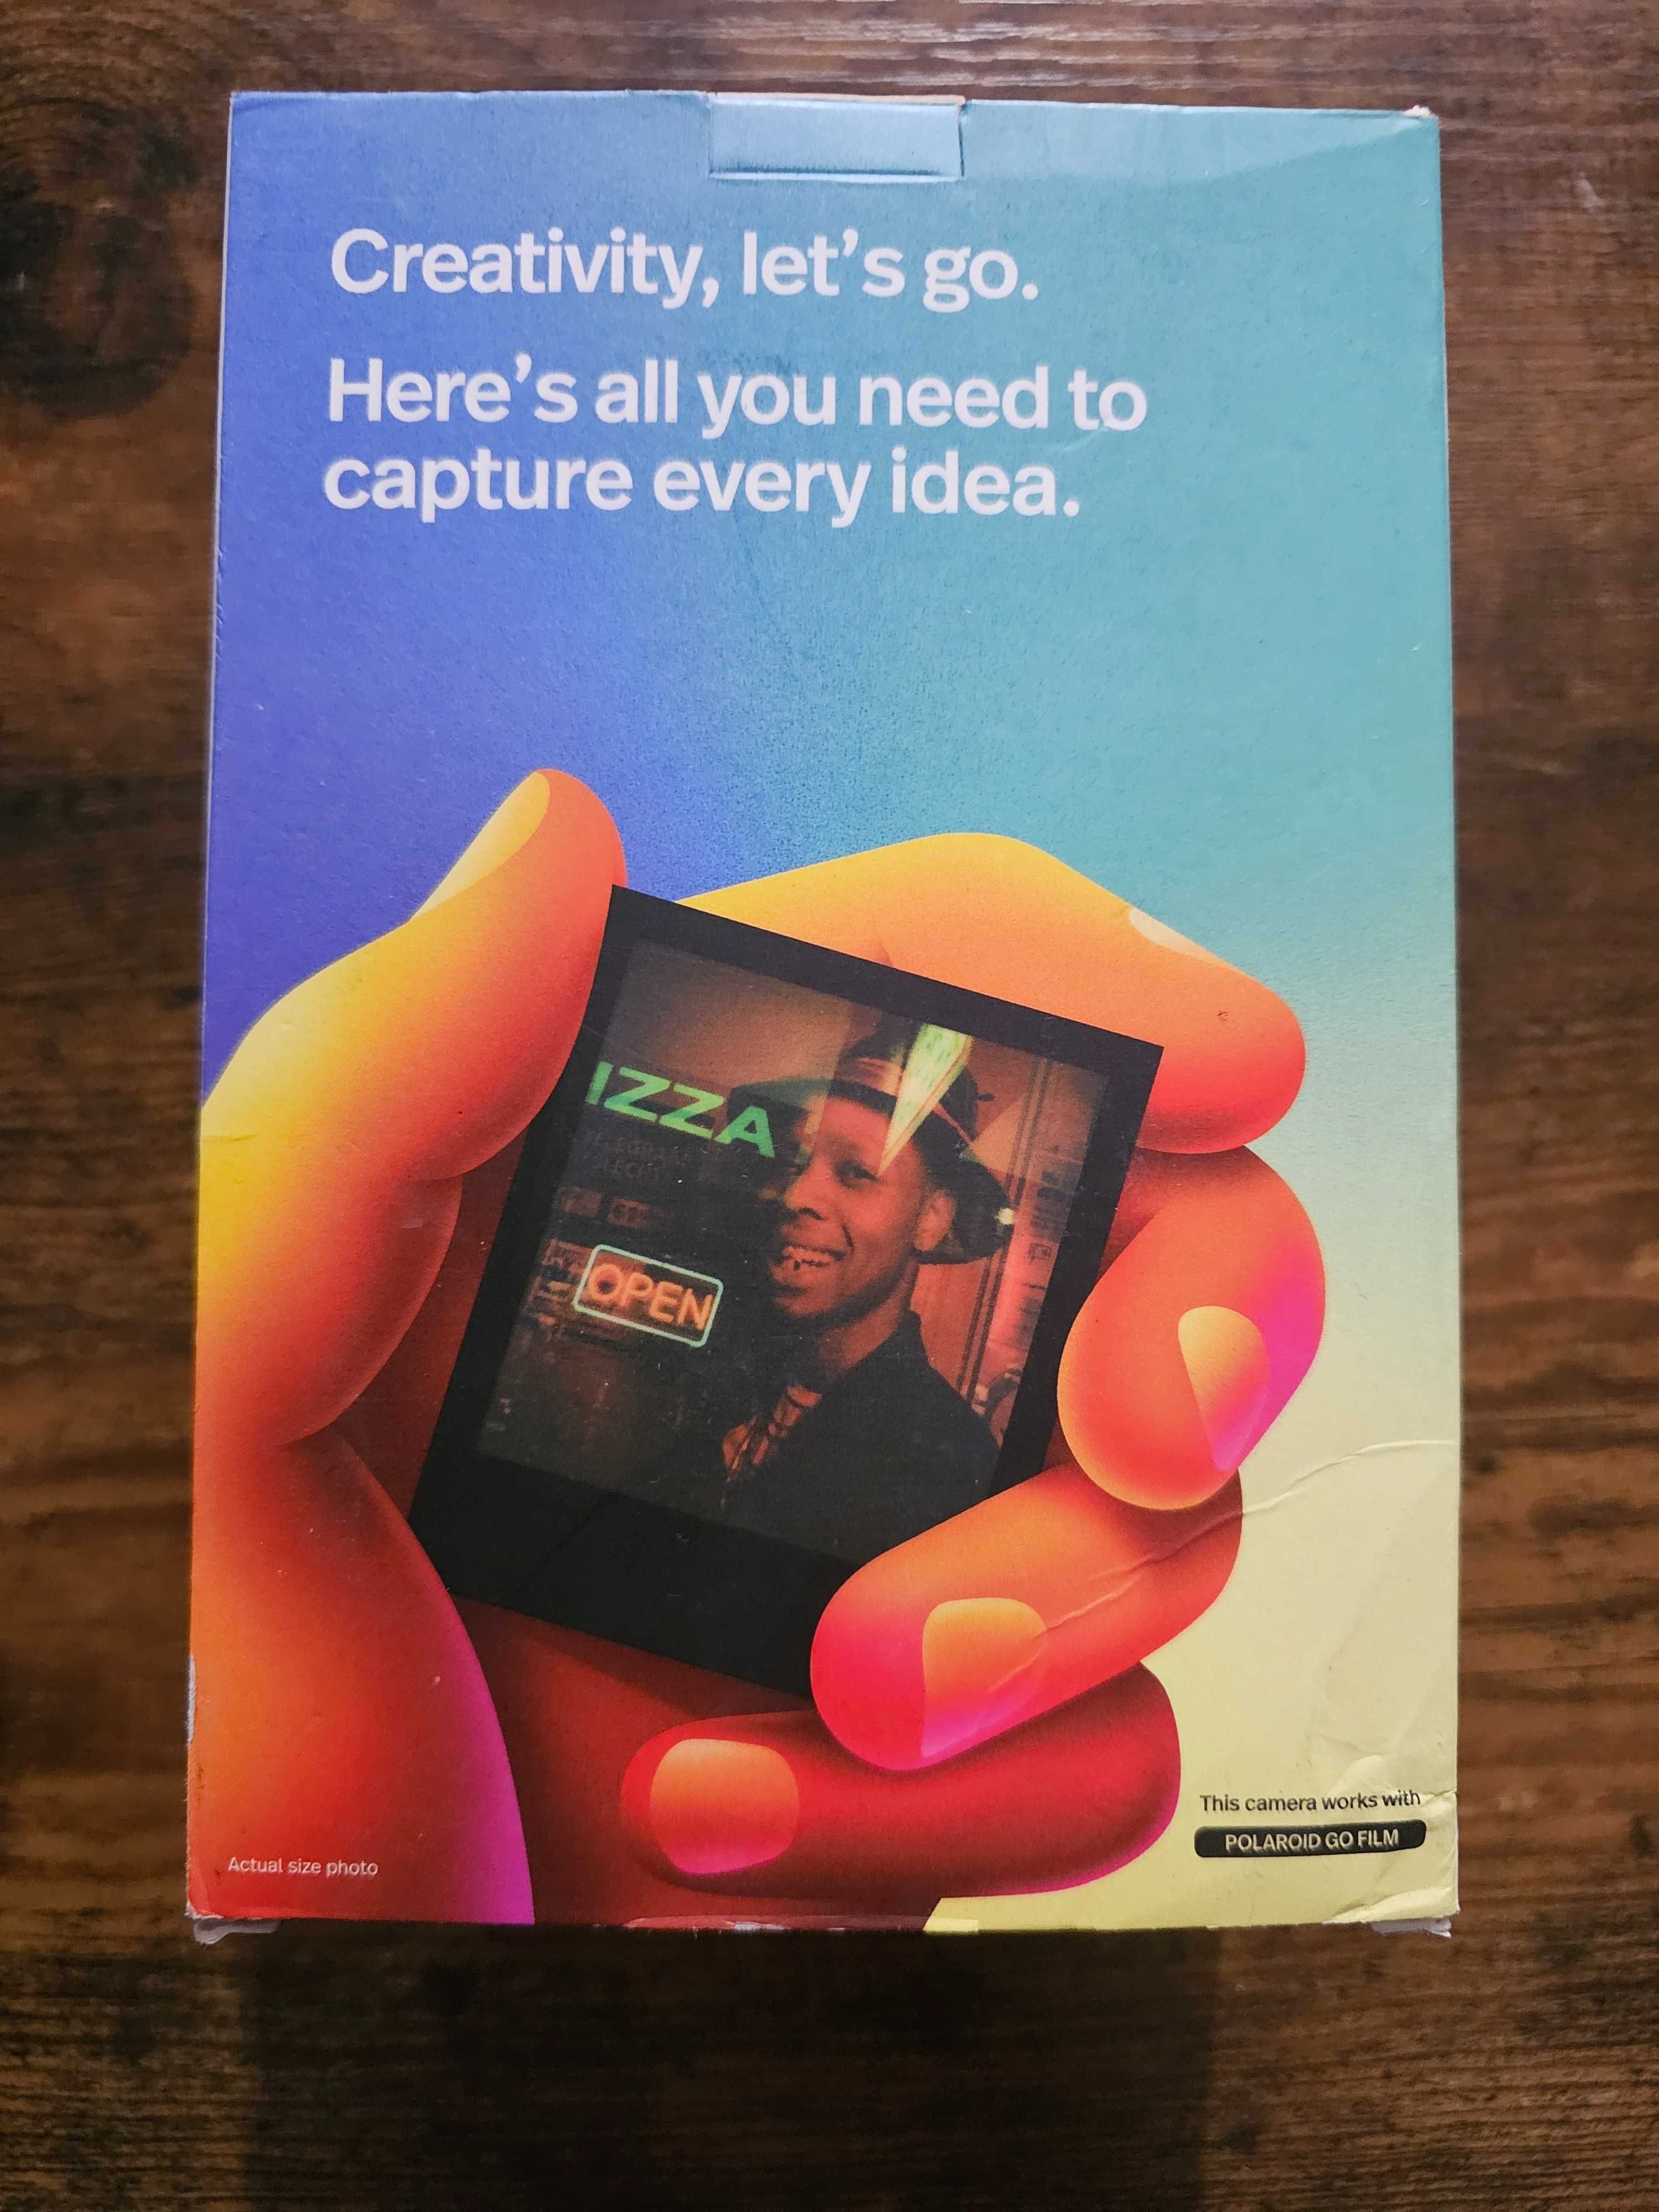 Creativity, let's go.
Here's all you need to
capture every idea.
IZZA
OPEN
This camera works with
POLAROID GO FILM
Actual size photo